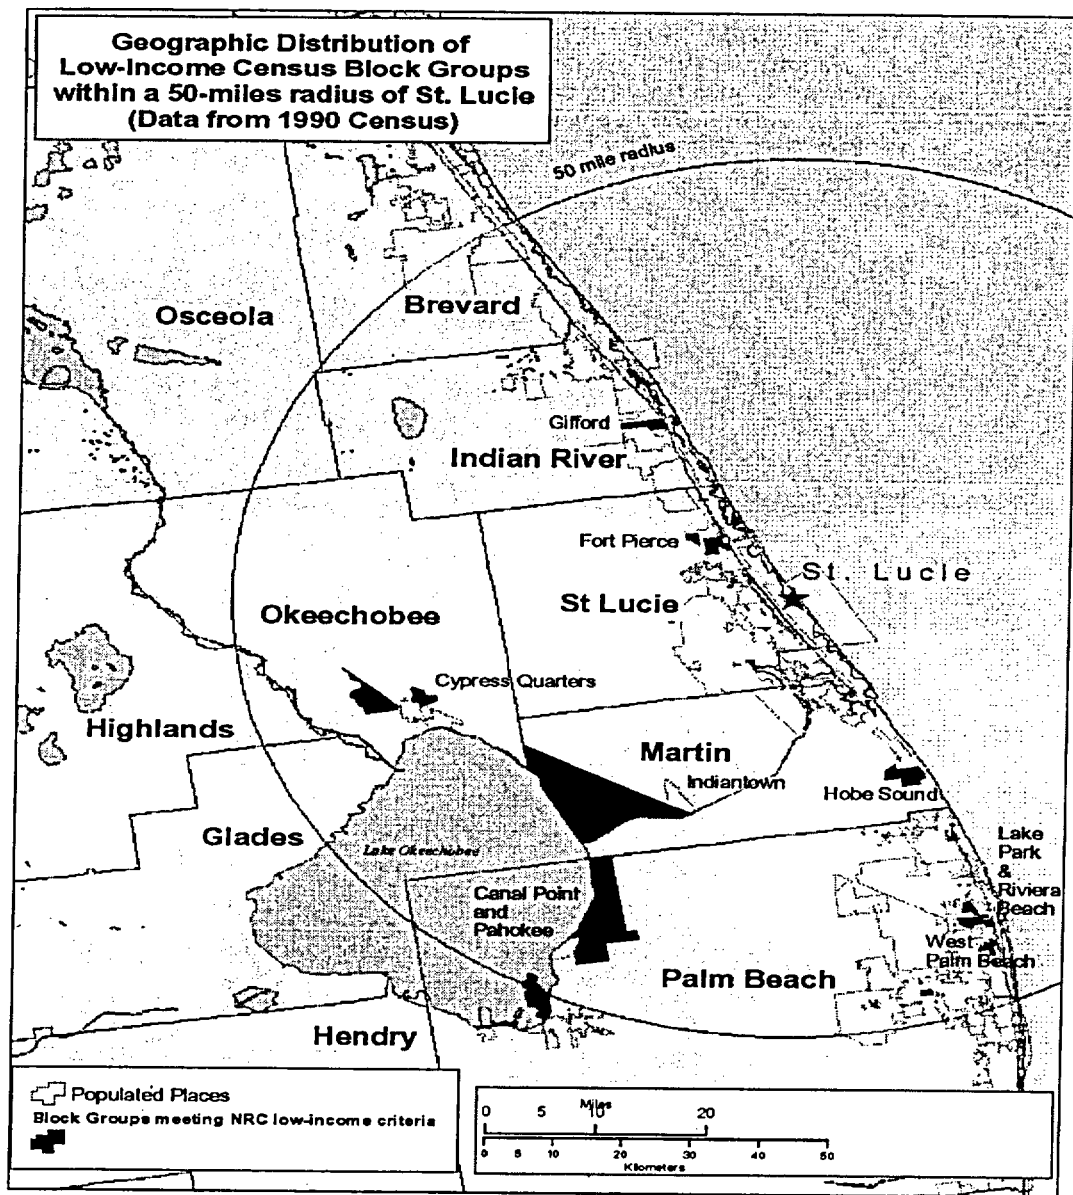 Geographic Distribution of
Low-Income Census Block Groups
within a 50-miles radius of St. Lucie
(Data from 1990 Census)
50 mile radius
Osceola
Brevard
Gifford
Indian River
Fort Pierce
St. Lucie
St Lucie
Okeechobee
Cypress Quarters
Highlands
Martin
Indiantown
Hobe Sound
Glades
Lake Okeechobee
Lake
Park
&
Riviera
Beach
Canal Point
and
Pahokee
West
Palm Beach
Palm Beach
Hendry
Populated Places
Block Groups meeting NRC low-income criteria
Miles
0 5 10 20
0 5 10 20 30 40 50
Kilometers